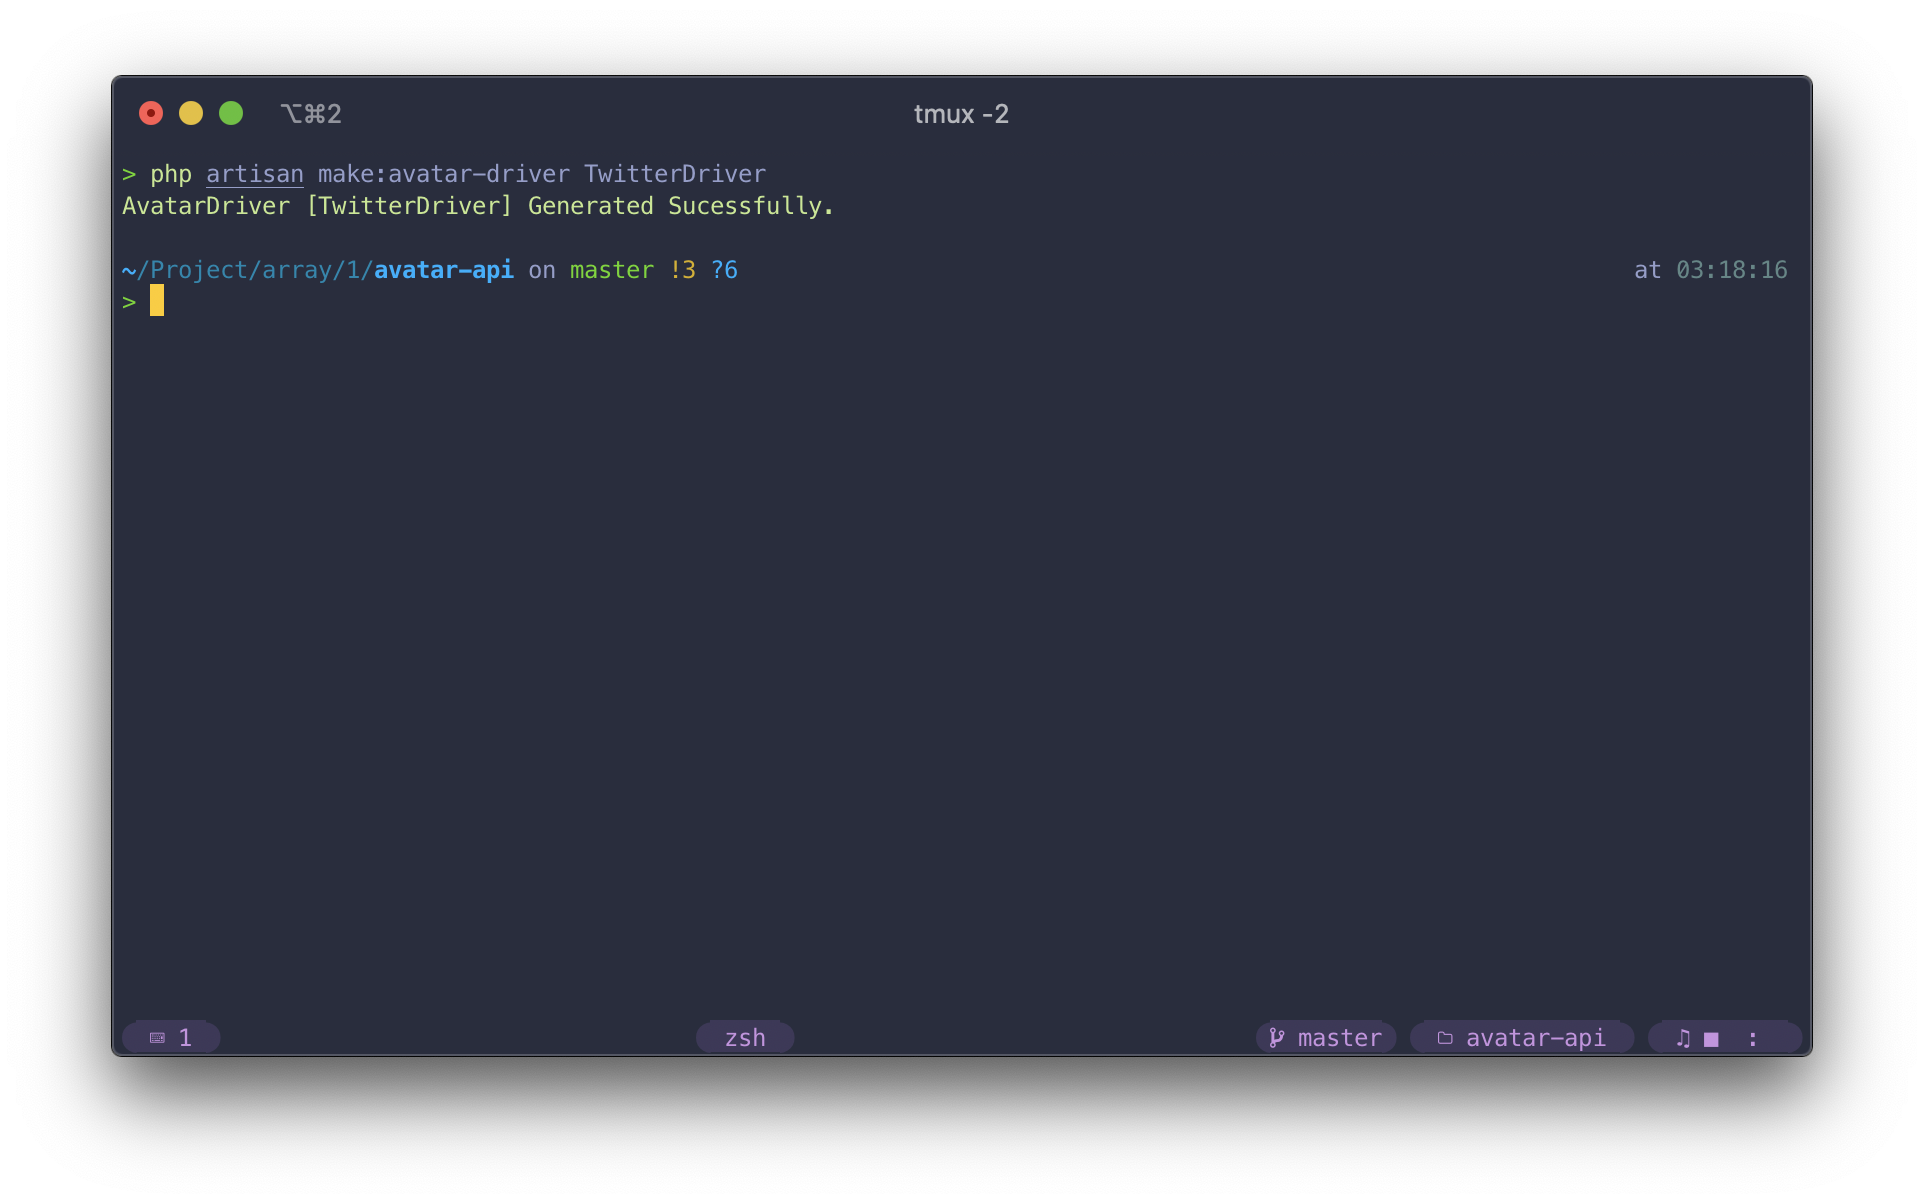 ⌥⌘2 tmux -2
> php artisan make:avatar-driver TwitterDriver
AvatarDriver [TwitterDriver] Generated Sucessfully.
~/Project/array/1/avatar-api on master !3 ?6 at 03:18:16
>
1 zsh master avatar-api ♫ ■ :